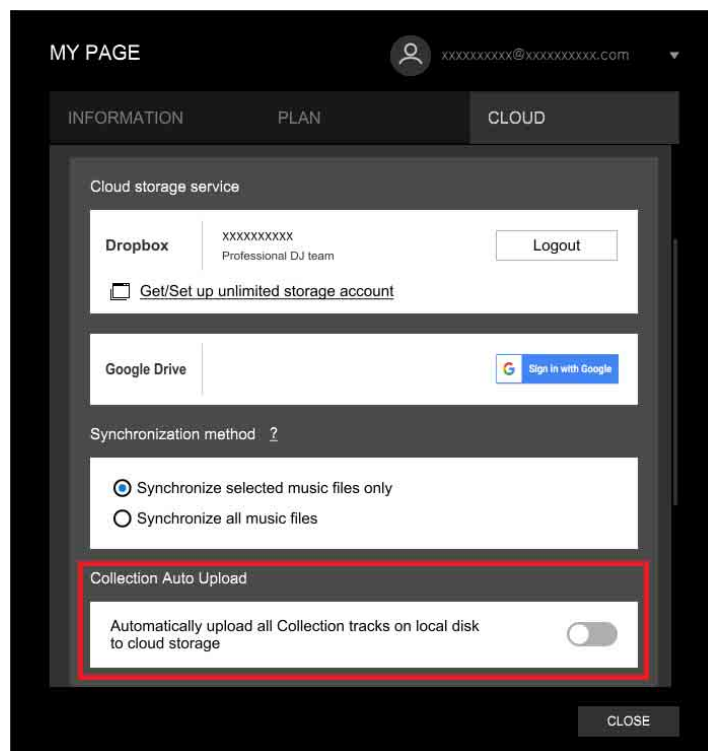 MY PAGE
xxxxxxxxxx@xxxxxxxxxx.com
INFORMATION PLAN CLOUD
Cloud storage service
Dropbox
xxxxxxxxxx
Professional DJ team
Logout
Get/Set up unlimited storage account
Google Drive
G Sign in with Google
Synchronization method ?
Synchronize selected music files only
Synchronize all music files
Collection Auto Upload
Automatically upload all Collection tracks on local disk
to cloud storage
CLOSE